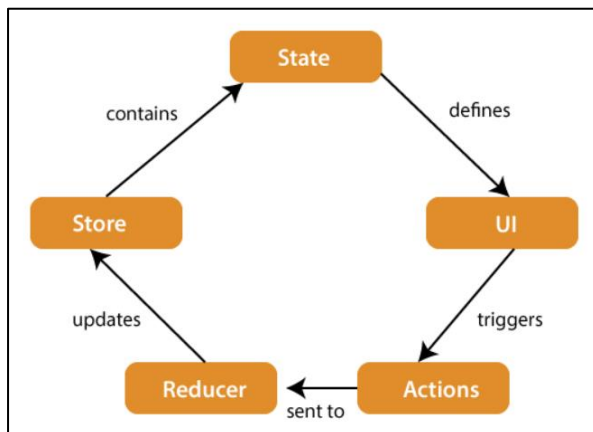 State
contains
defines
Store
UI
updates
triggers
Reducer
sent to
Actions